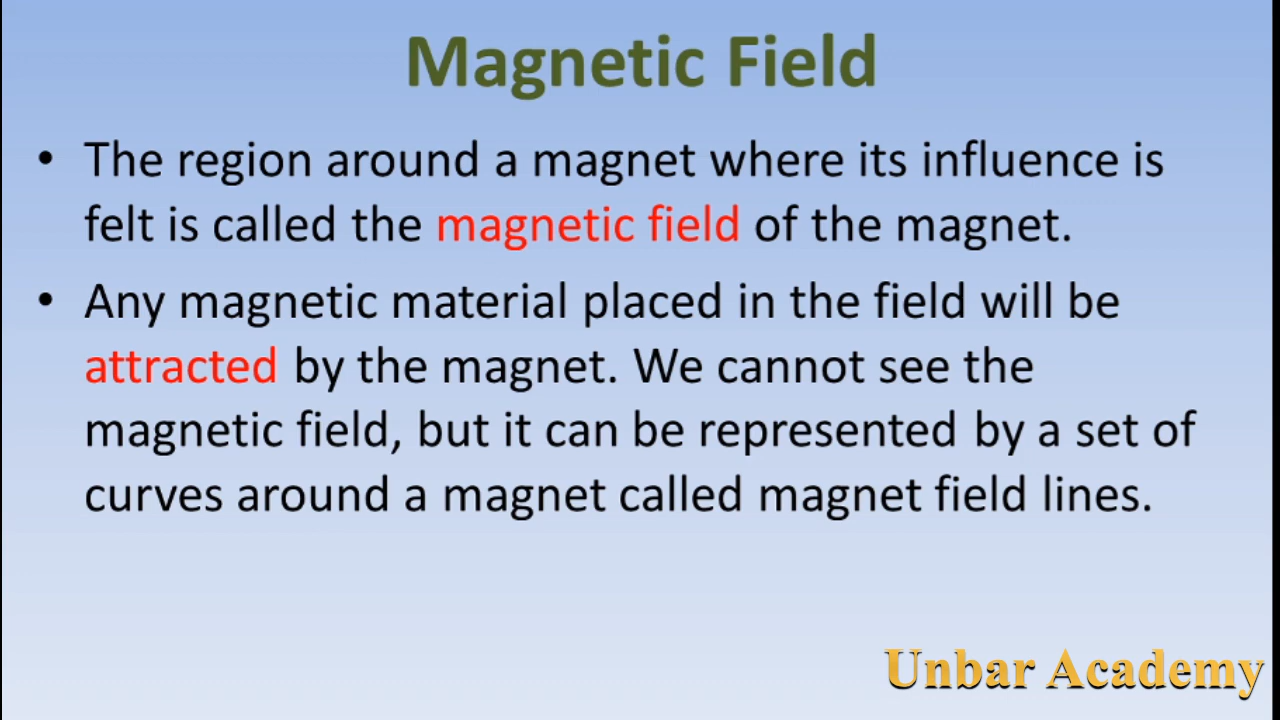 Magnetic Field
• The region around a magnet where its influence is
felt is called the magnetic field of the magnet.
• Any magnetic material placed in the field will be
attracted by the magnet. We cannot see the
magnetic field, but it can be represented by a set of
curves around a magnet called magnet field lines.
Unbar Academy